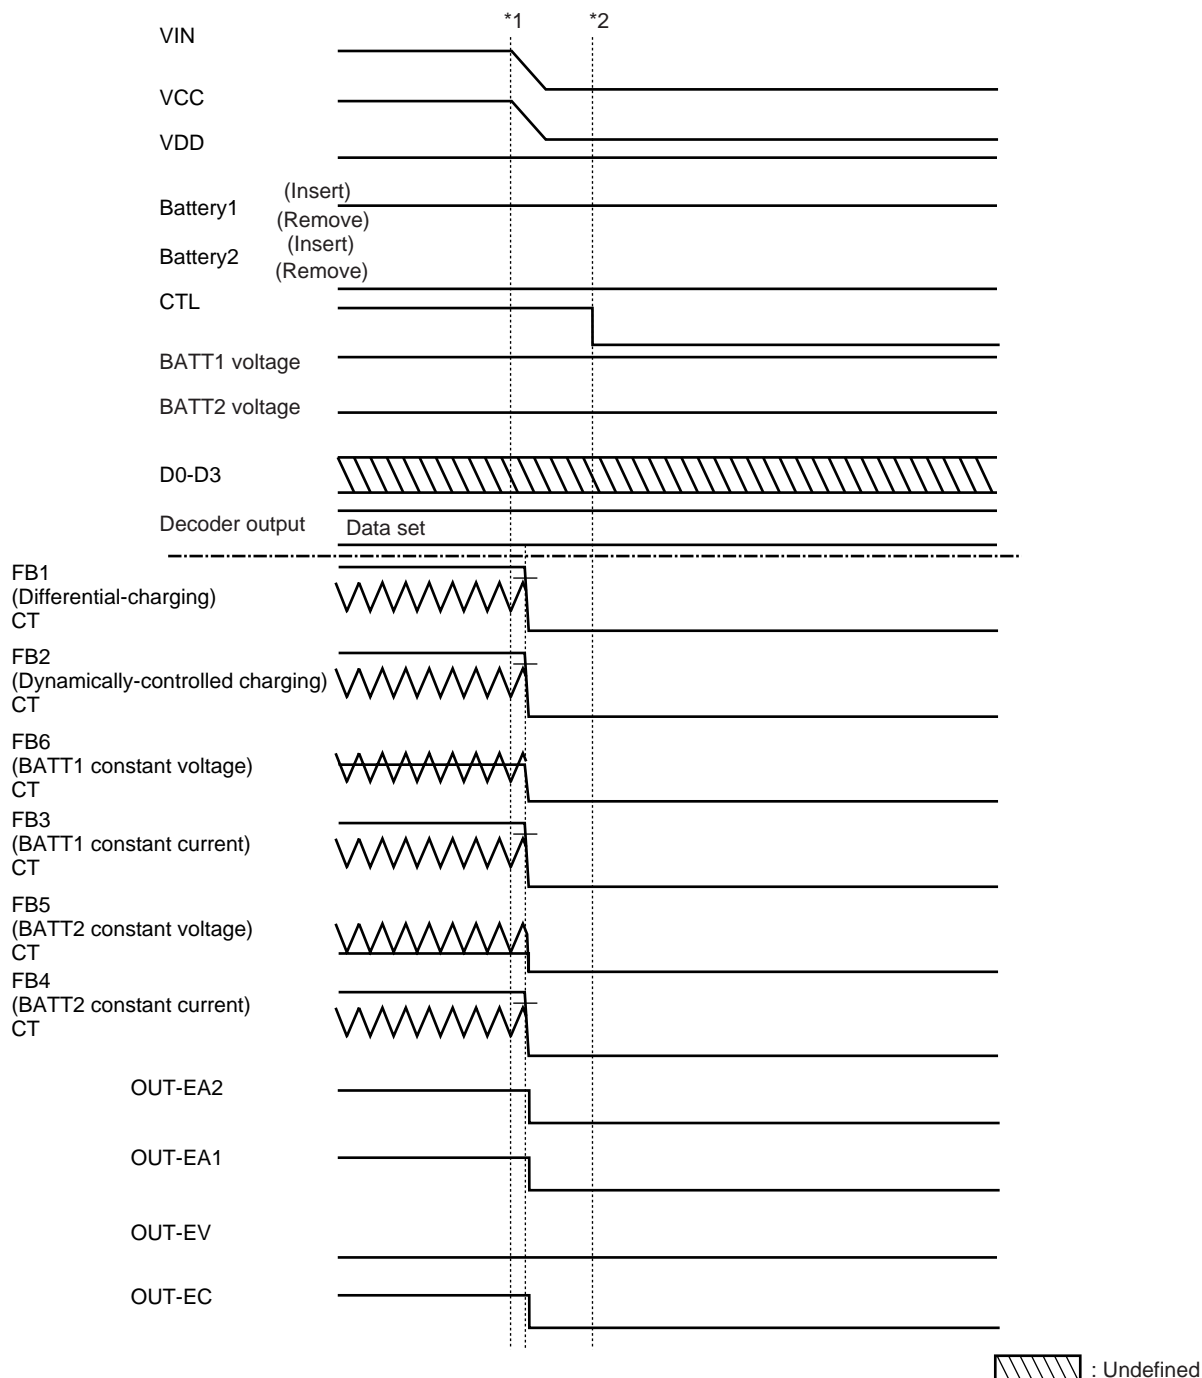 *1
*2
VIN
VCC
VDD
Battery1
(Insert)
(Remove)
Battery2
(Insert)
(Remove)
CTL
BATT1 voltage
BATT2 voltage
D0-D3
Decoder output
Data set
FB1
(Differential-charging)
CT
FB2
(Dynamically-controlled charging)
CT
FB6
(BATT1 constant voltage)
CT
FB3
(BATT1 constant current)
CT
FB5
(BATT2 constant voltage)
CT
FB4
(BATT2 constant current)
CT
OUT-EA2
OUT-EA1
OUT-EV
OUT-EC
: Undefined